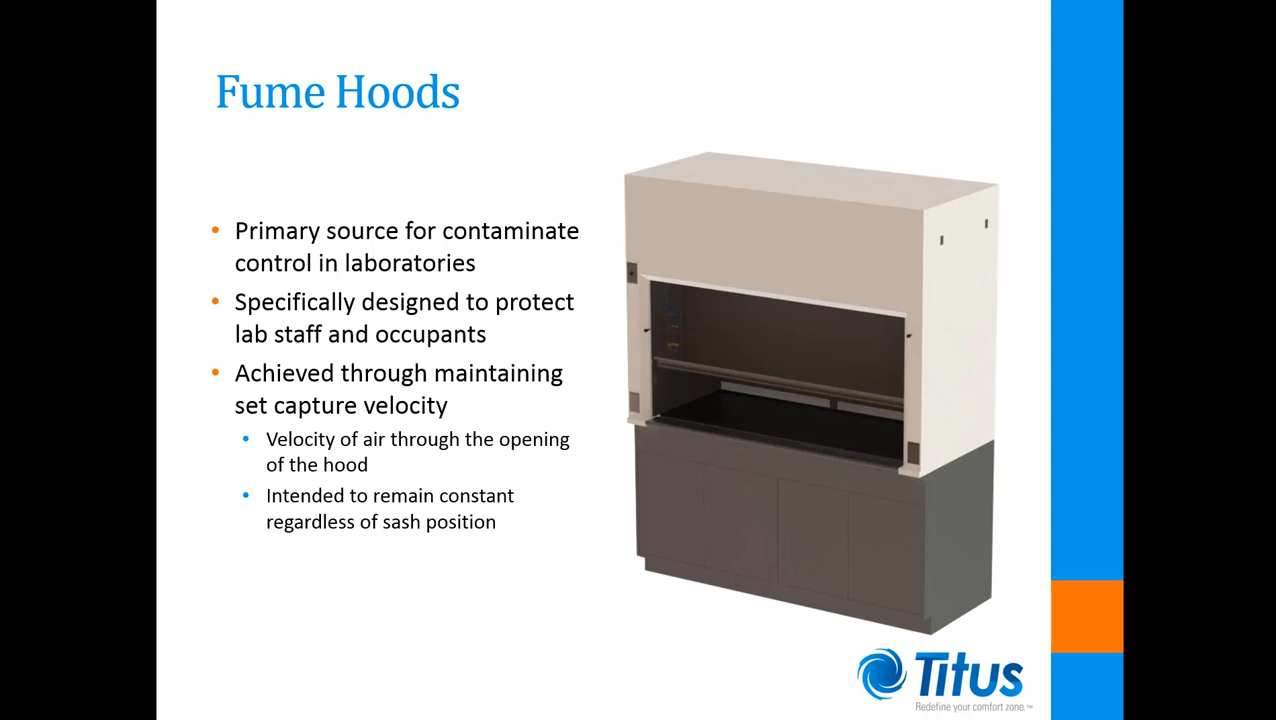 Fume Hoods
• Primary source for contaminate
control in laboratories
• Specifically designed to protect
lab staff and occupants
• Achieved through maintaining
set capture velocity
• Velocity of air through the opening
of the hood
• Intended to remain constant
regardless of sash position
Titus
Redefine your comfort zone.™